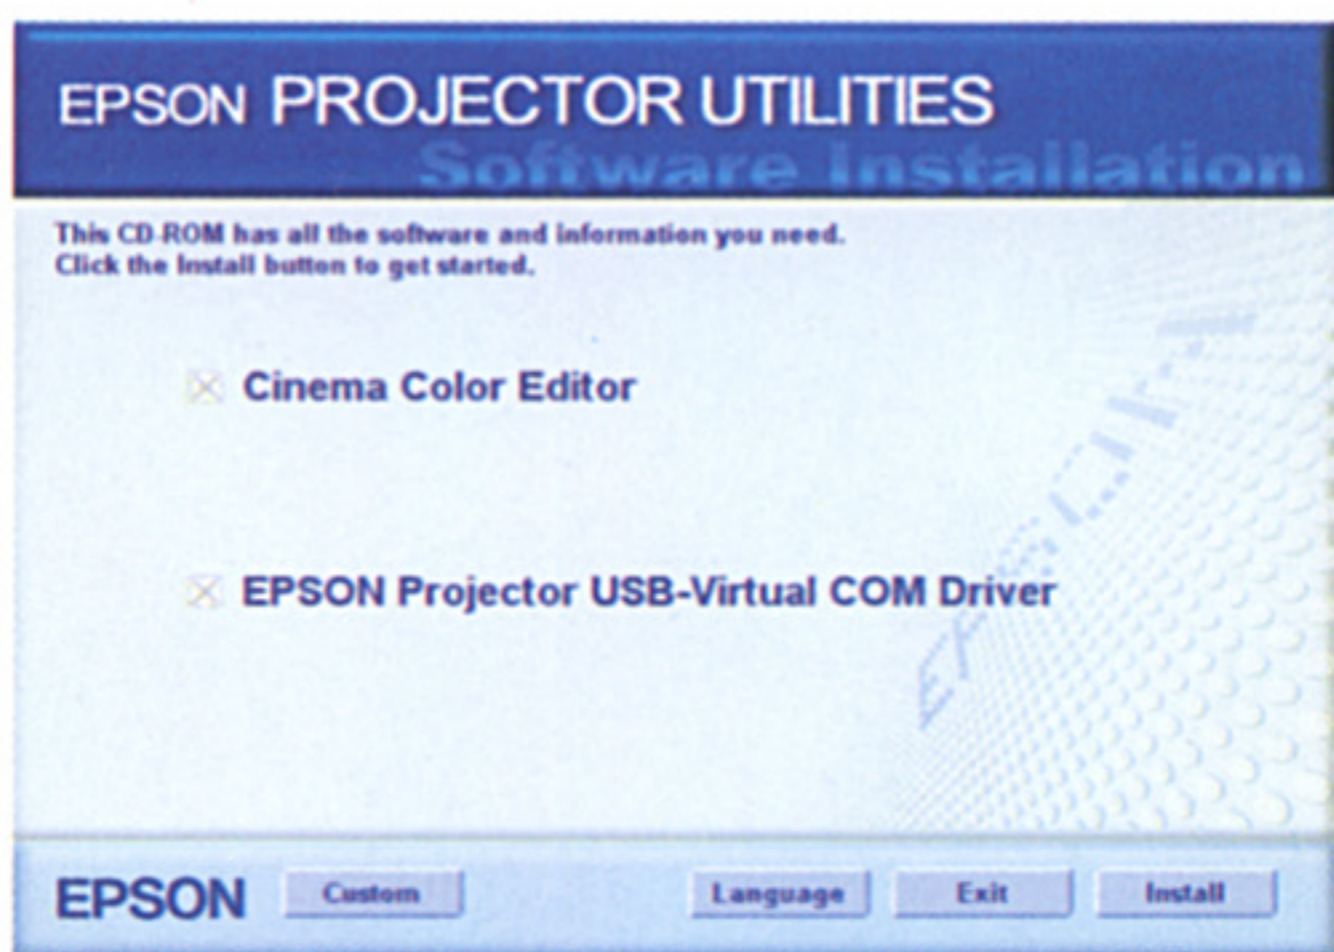 EPSON PROJECTOR UTILITIES
Software Installation
This CD-ROM has all the software and information you need.
Click the Install button to get started.
Cinema Color Editor
EPSON Projector USB-Virtual COM Driver
EPSON
EPSON Custom Language Exit Install